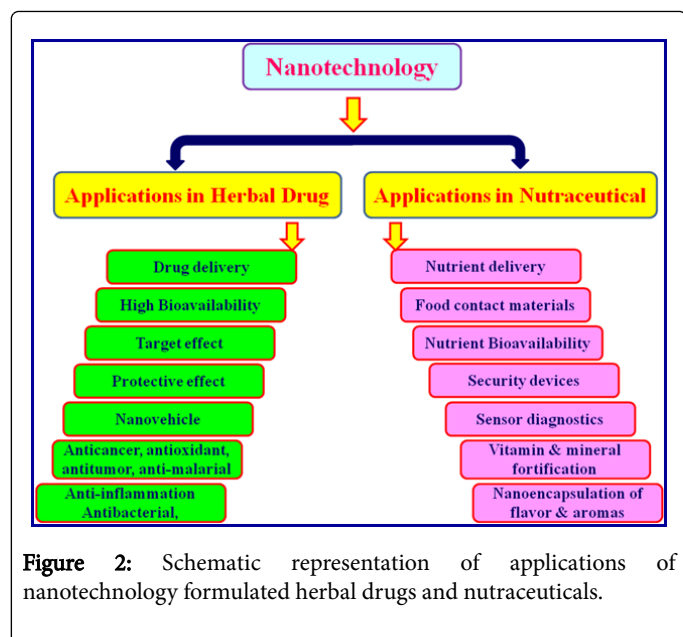 Nanotechnology
Applications in Herbal Drug
Drug delivery
High Bioavailability
Target effect
Protective effect
Nanovehicle
Anticancer, antioxidant,
antitumor, anti-malarial
Anti-inflammation
Antibacterial,
Applications in Nutraceutical
Nutrient delivery
Food contact materials
Nutrient Bioavailability
Security devices
Sensor diagnostics
Vitamin & mineral
fortification
Nanoencapsulation of
flavor & aromas
Figure 2: Schematic representation of applications of
nanotechnology formulated herbal drugs and nutraceuticals.